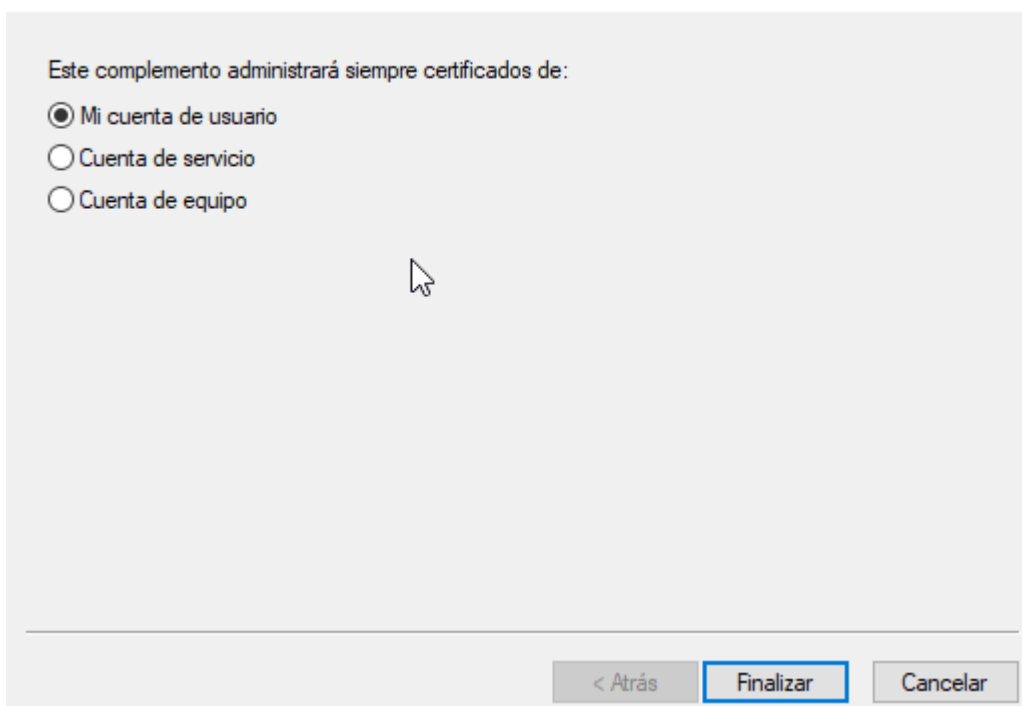 Este complemento administrará siempre certificados de:
Mi cuenta de usuario
Cuenta de servicio
Cuenta de equipo
< Atrás Finalizar Cancelar